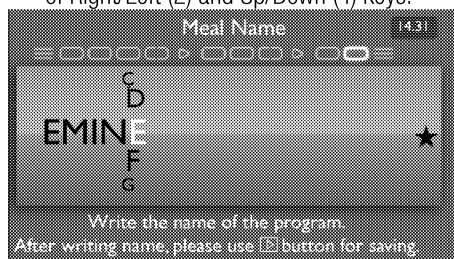 of Right/Left (2) and Up/Down (4) keys.
Meal Name 14:31
C
D
EMINE
F
G
Write the name of the program.
After writing name, please use button for saving.